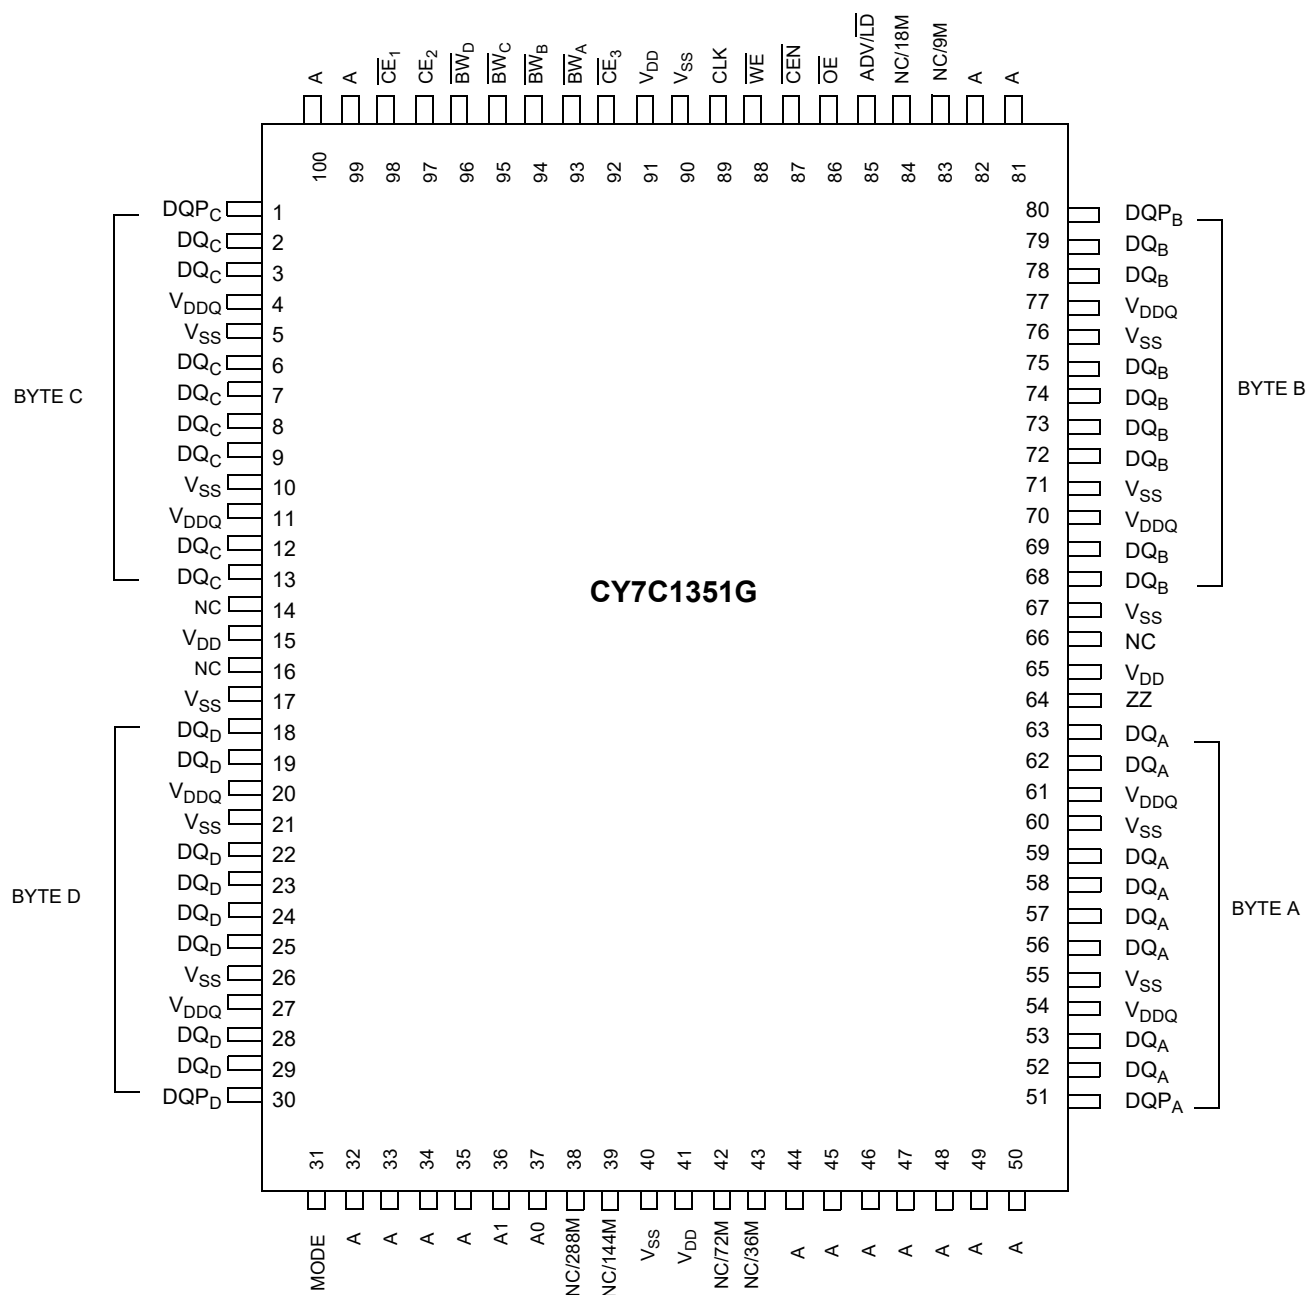 A
A
CE1
CE2
BWD
BWC
BWB
BWA
CE3
VDD
VSS
CLK
WE
CEN
OE
ADV/LD
NC/18M
NC/9M
A
A
100
99
98
97
96
95
94
93
92
91
90
89
88
87
86
85
84
83
82
81
DQPC 1
DQC 2
DQC 3
VDDQ 4
VSS 5
DQC 6
DQC 7
DQC 8
DQC 9
VSS 10
VDDQ 11
DQC 12
DQC 13
NC 14
VDD 15
NC 16
VSS 17
DQD 18
DQD 19
VDDQ 20
VSS 21
DQD 22
DQD 23
DQD 24
DQD 25
VSS 26
VDDQ 27
DQD 28
DQD 29
DQPD 30
BYTE C
BYTE D
CY7C1351G
80 DQPB
79 DQB
78 DQB
77 VDDQ
76 VSS
75 DQB
74 DQB
73 DQB
72 DQB
71 VSS
70 VDDQ
69 DQB
68 DQB
67 VSS
66 NC
65 VDD
64 ZZ
63 DQA
62 DQA
61 VDDQ
60 VSS
59 DQA
58 DQA
57 DQA
56 DQA
55 VSS
54 VDDQ
53 DQA
52 DQA
51 DQPA
BYTE B
BYTE A
31
32
33
34
35
36
37
38
39
40
41
42
43
44
45
46
47
48
49
50
MODE
A
A
A
A
A1
A0
NC/288M
NC/144M
VSS
VDD
NC/72M
NC/36M
A
A
A
A
A
A
A